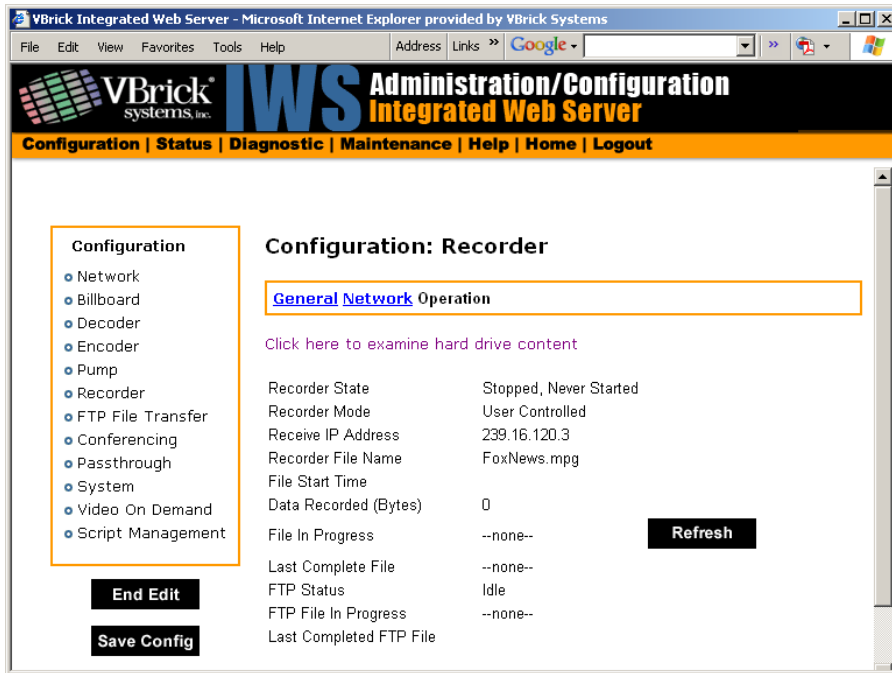 VBrick Integrated Web Server - Microsoft Internet Explorer provided by VBrick Systems
File Edit View Favorites Tools Help Address Links » Google »
VBrick systems, inc.
IWS
Administration/Configuration
Integrated Web Server
Configuration | Status | Diagnostic | Maintenance | Help | Home | Logout
Configuration
Network
Billboard
Decoder
Encoder
Pump
Recorder
FTP File Transfer
Conferencing
Passthrough
System
Video On Demand
Script Management
End Edit
Save Config
Configuration: Recorder
General Network Operation
Click here to examine hard drive content
Recorder State Stopped, Never Started
Recorder Mode User Controlled
Receive IP Address 239.16.120.3
Recorder File Name FoxNews.mpg
File Start Time
Data Recorded (Bytes) 0
File In Progress --none-- Refresh
Last Complete File --none--
FTP Status Idle
FTP File In Progress --none--
Last Completed FTP File